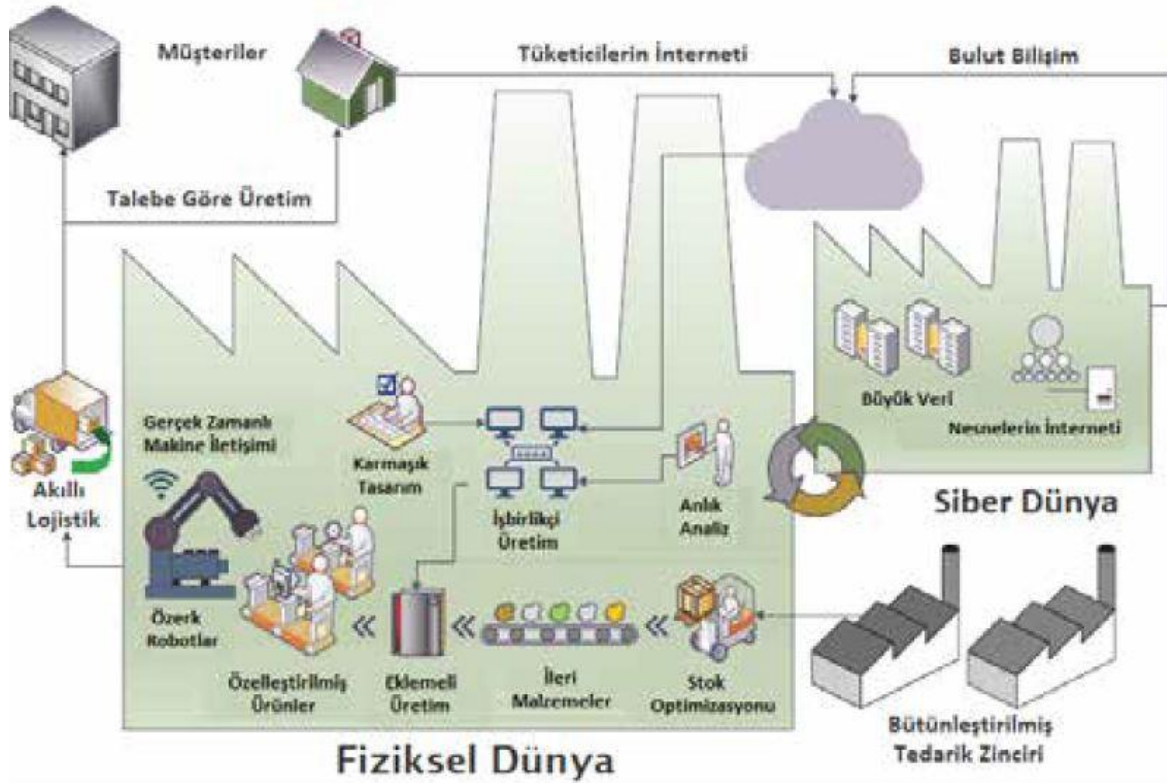 Müşteriler
Tüketicilerin İnterneti
Bulut Bilişim
Talebe Göre Üretim
Büyük Veri
Nesnelerin İnterneti
Siber Dünya
Gerçek Zamanlı
Makine İletişimi
Karmaşık
Tasarım
İşbirlikçi
Üretim
Anlık
Analiz
Akıllı
Lojistik
Özerk
Robotlar
Özelleştirilmiş
Ürünler
Eklemeli
Üretim
İleri
Malzemeler
Stok
Optimizasyonu
Bütünleştirilmiş
Tedarik Zinciri
Fiziksel Dünya